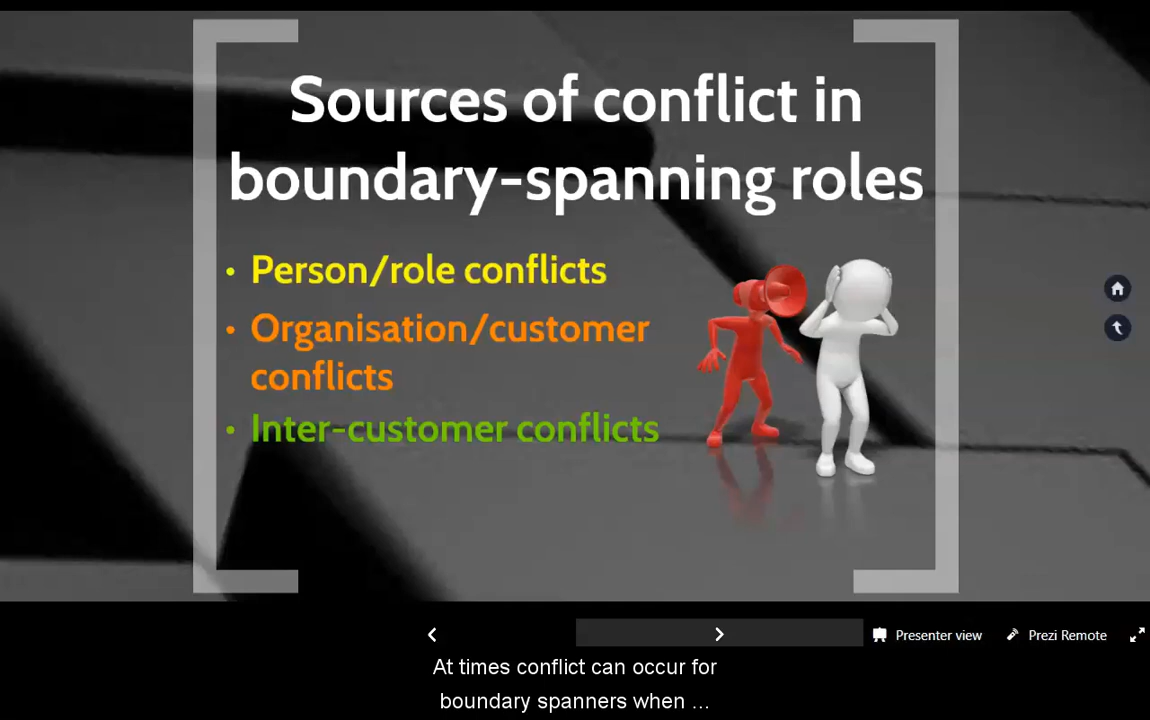 Sources of conflict in
boundary-spanning roles
• Person/role conflicts
• Organisation/customer
conflicts
• Inter-customer conflicts
Presenter view
Prezi Remote
At times conflict can occur for
boundary spanners when ...